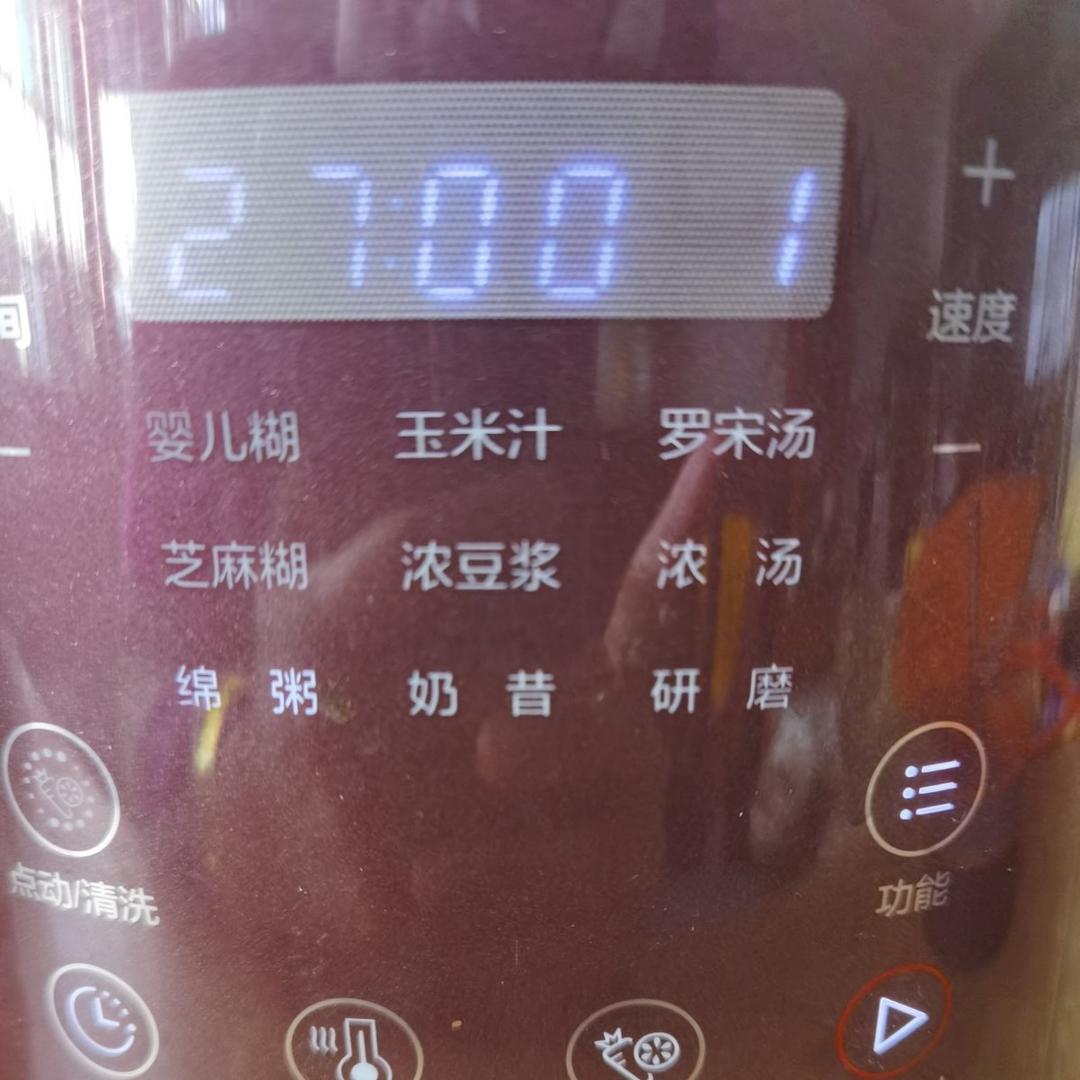 27:00 1
+
间
速度
婴儿糊 玉米汁 罗宋汤
芝麻糊 浓豆浆 浓 汤
绵 粥 奶 昔 研 磨
点动/清洗
功能